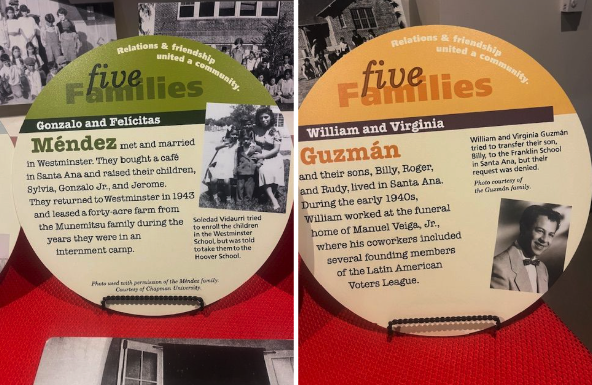 Relations & friendship
united a community.
five
Families
Gonzalo and Felícitas
Méndez met and married
in Westminster. They bought a café
in Santa Ana and raised their children,
Sylvia, Gonzalo Jr., and Jerome.
They returned to Westminster in 1943
and leased a forty-acre farm from
the Munemitsu family during the
years they were in an
internment camp.
Soledad Vidaurri tried
to enroll the children
in the Westminster
School, but was told
to take them to the
Hoover School.
Photo used with permission of the Méndez family.
Courtesy of Chapman University.
Relations & friendship
united a community.
five
Families
William and Virginia
Guzmán
and their sons, Billy, Roger,
and Rudy, lived in Santa Ana.
During the early 1940s,
William worked at the funeral
home of Manuel Veiga, Jr.,
where his coworkers included
several founding members
of the Latin American
Voters League.
William and Virginia Guzmán
tried to transfer their son,
Billy, to the Franklin School
in Santa Ana, but their
request was denied.
Photo courtesy of
the Guzmán family.